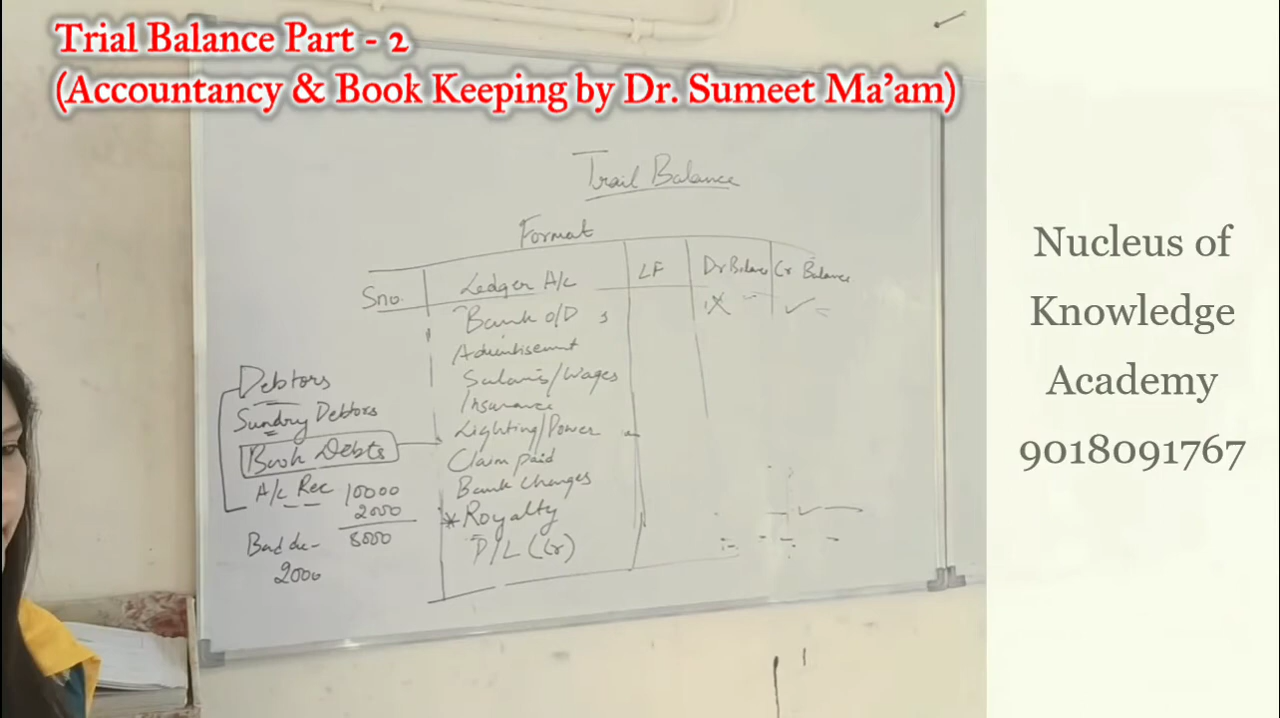 Trial Balance Part - 2
(Accountancy & Book Keeping by Dr. Sumeet Ma'am)
Trail Balance
Format
Sno. Ledger A/c LF Dr Balance Cr Balance
Bank O/D
Advertisement
Salaries/Wages
Insurance
Lighting/Power
Claim paid
Bank Charges
* Royalty
P/L (Cr)
Debtors
Sundry Debtors
Book Debts
A/c Rec 10000
2000
8000
Bad de-
2000
Nucleus of
Knowledge
Academy
9018091767